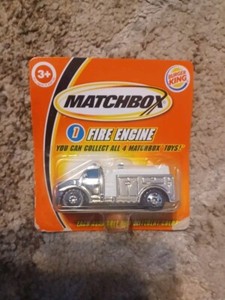 3+
BURGER
KING
MATCHBOX
1 FIRE ENGINE
YOU CAN COLLECT ALL 4 MATCHBOX TOYS!